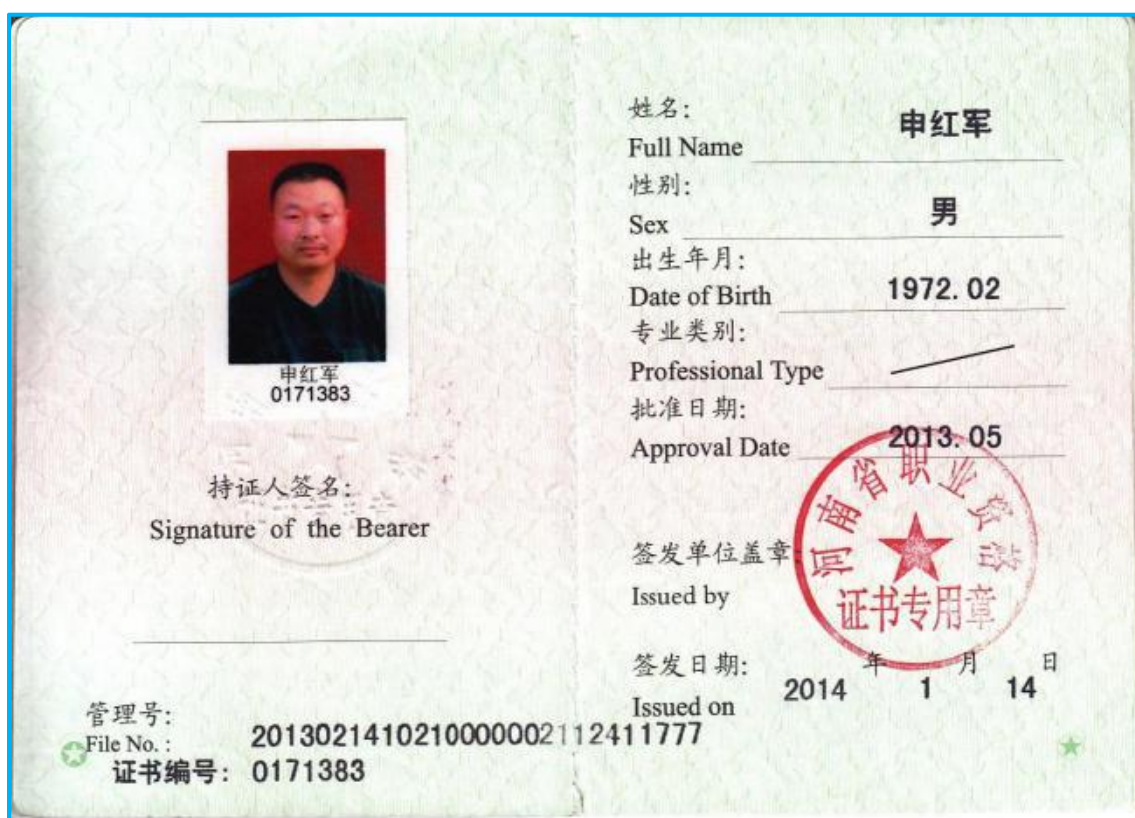 申红军
0171383
持证人签名:
Signature of the Bearer
管理号:
File No. :
2013021410210000002112411777
证书编号: 0171383
姓名:
申红军
Full Name
性别:
男
Sex
出生年月:
1972. 02
Date of Birth
专业类别:
Professional Type
批准日期:
2013. 05
Approval Date
河南省职业资格
证书专用章
签发单位盖章:
Issued by
签发日期:
2014 年 1 月 14 日
Issued on